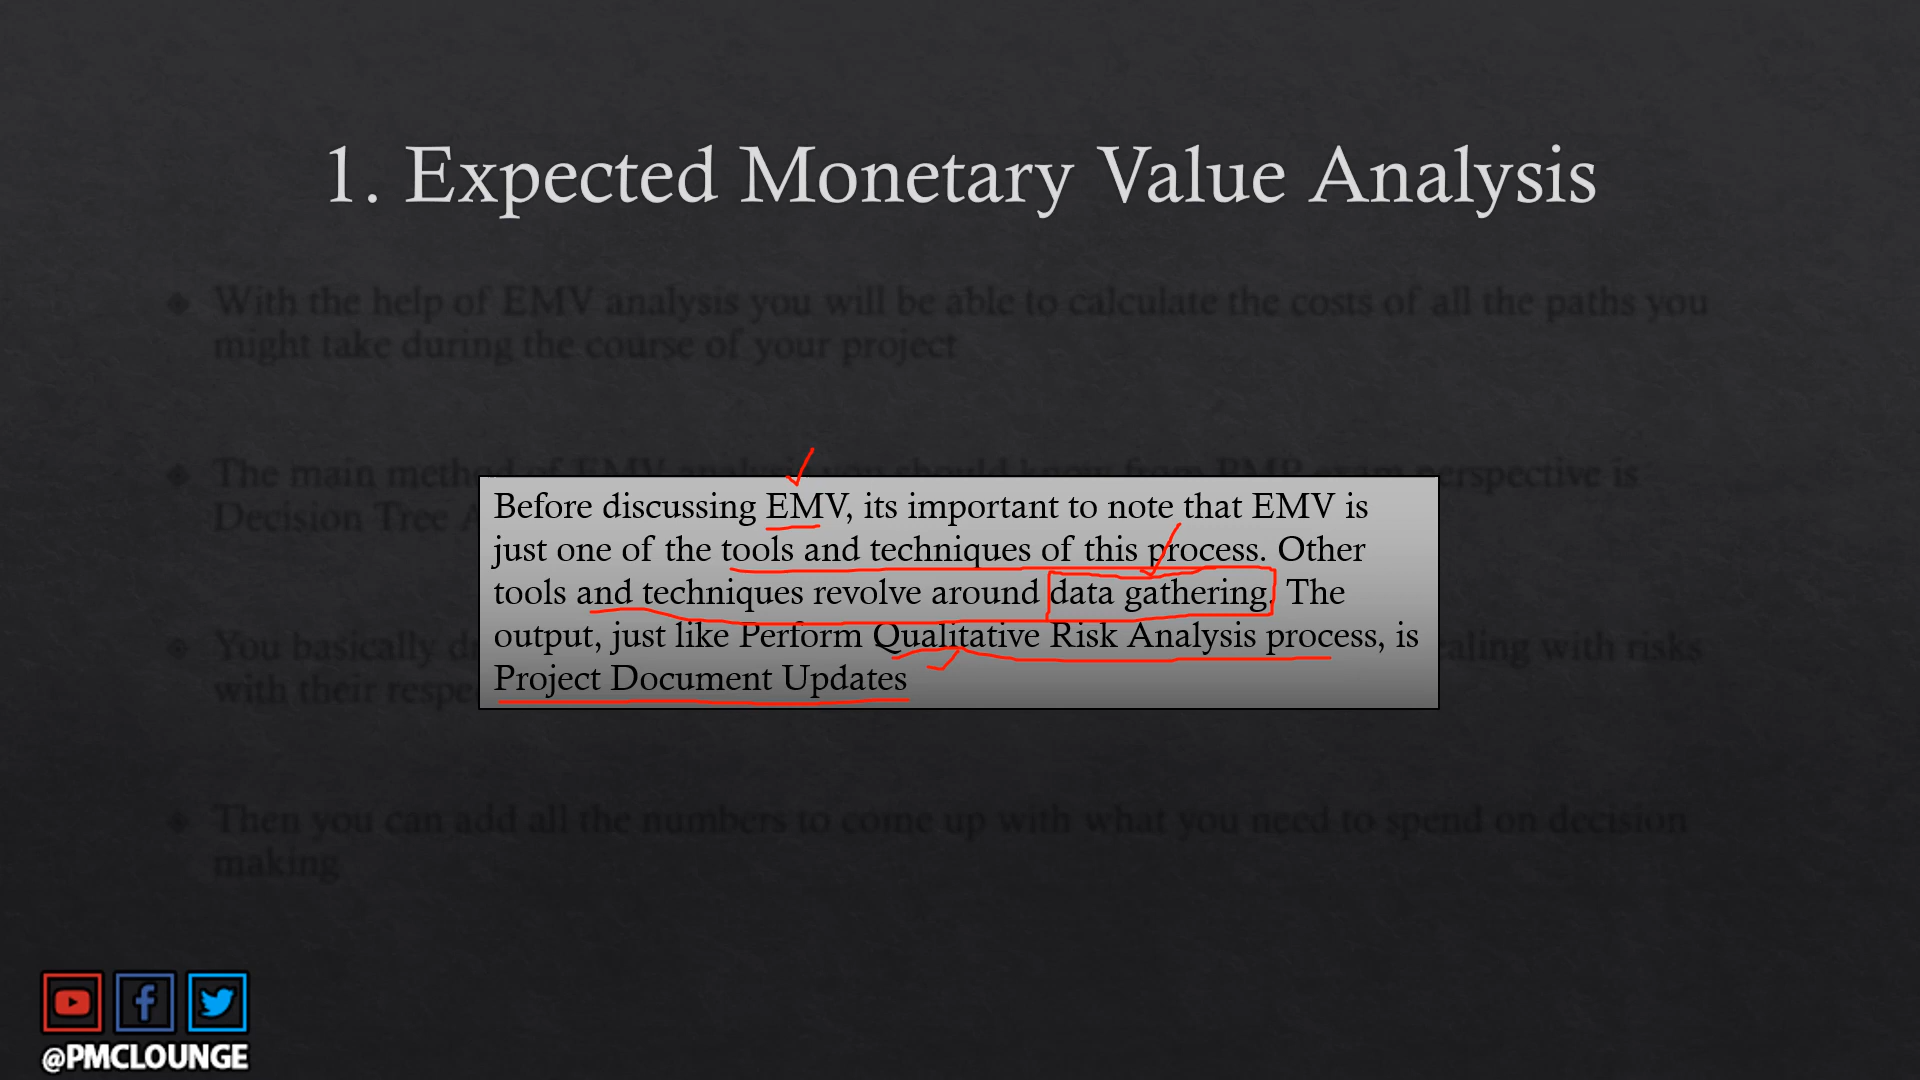 1. Expected Monetary Value Analysis
With the help of EMV analysis you will be able to calculate the costs of all the paths you
might take during the course of your project
The main method of EMV analysis you should know from PMP exam perspective is
Decision Tree A
Before discussing EMV, its important to note that EMV is
just one of the tools and techniques of this process. Other
tools and techniques revolve around data gathering. The
output, just like Perform Qualitative Risk Analysis process, is
Project Document Updates
You basically dr
ealing with risks
with their respe
Then you can add all the numbers to come up with what you need to spend on decision
making
@PMCLOUNGE